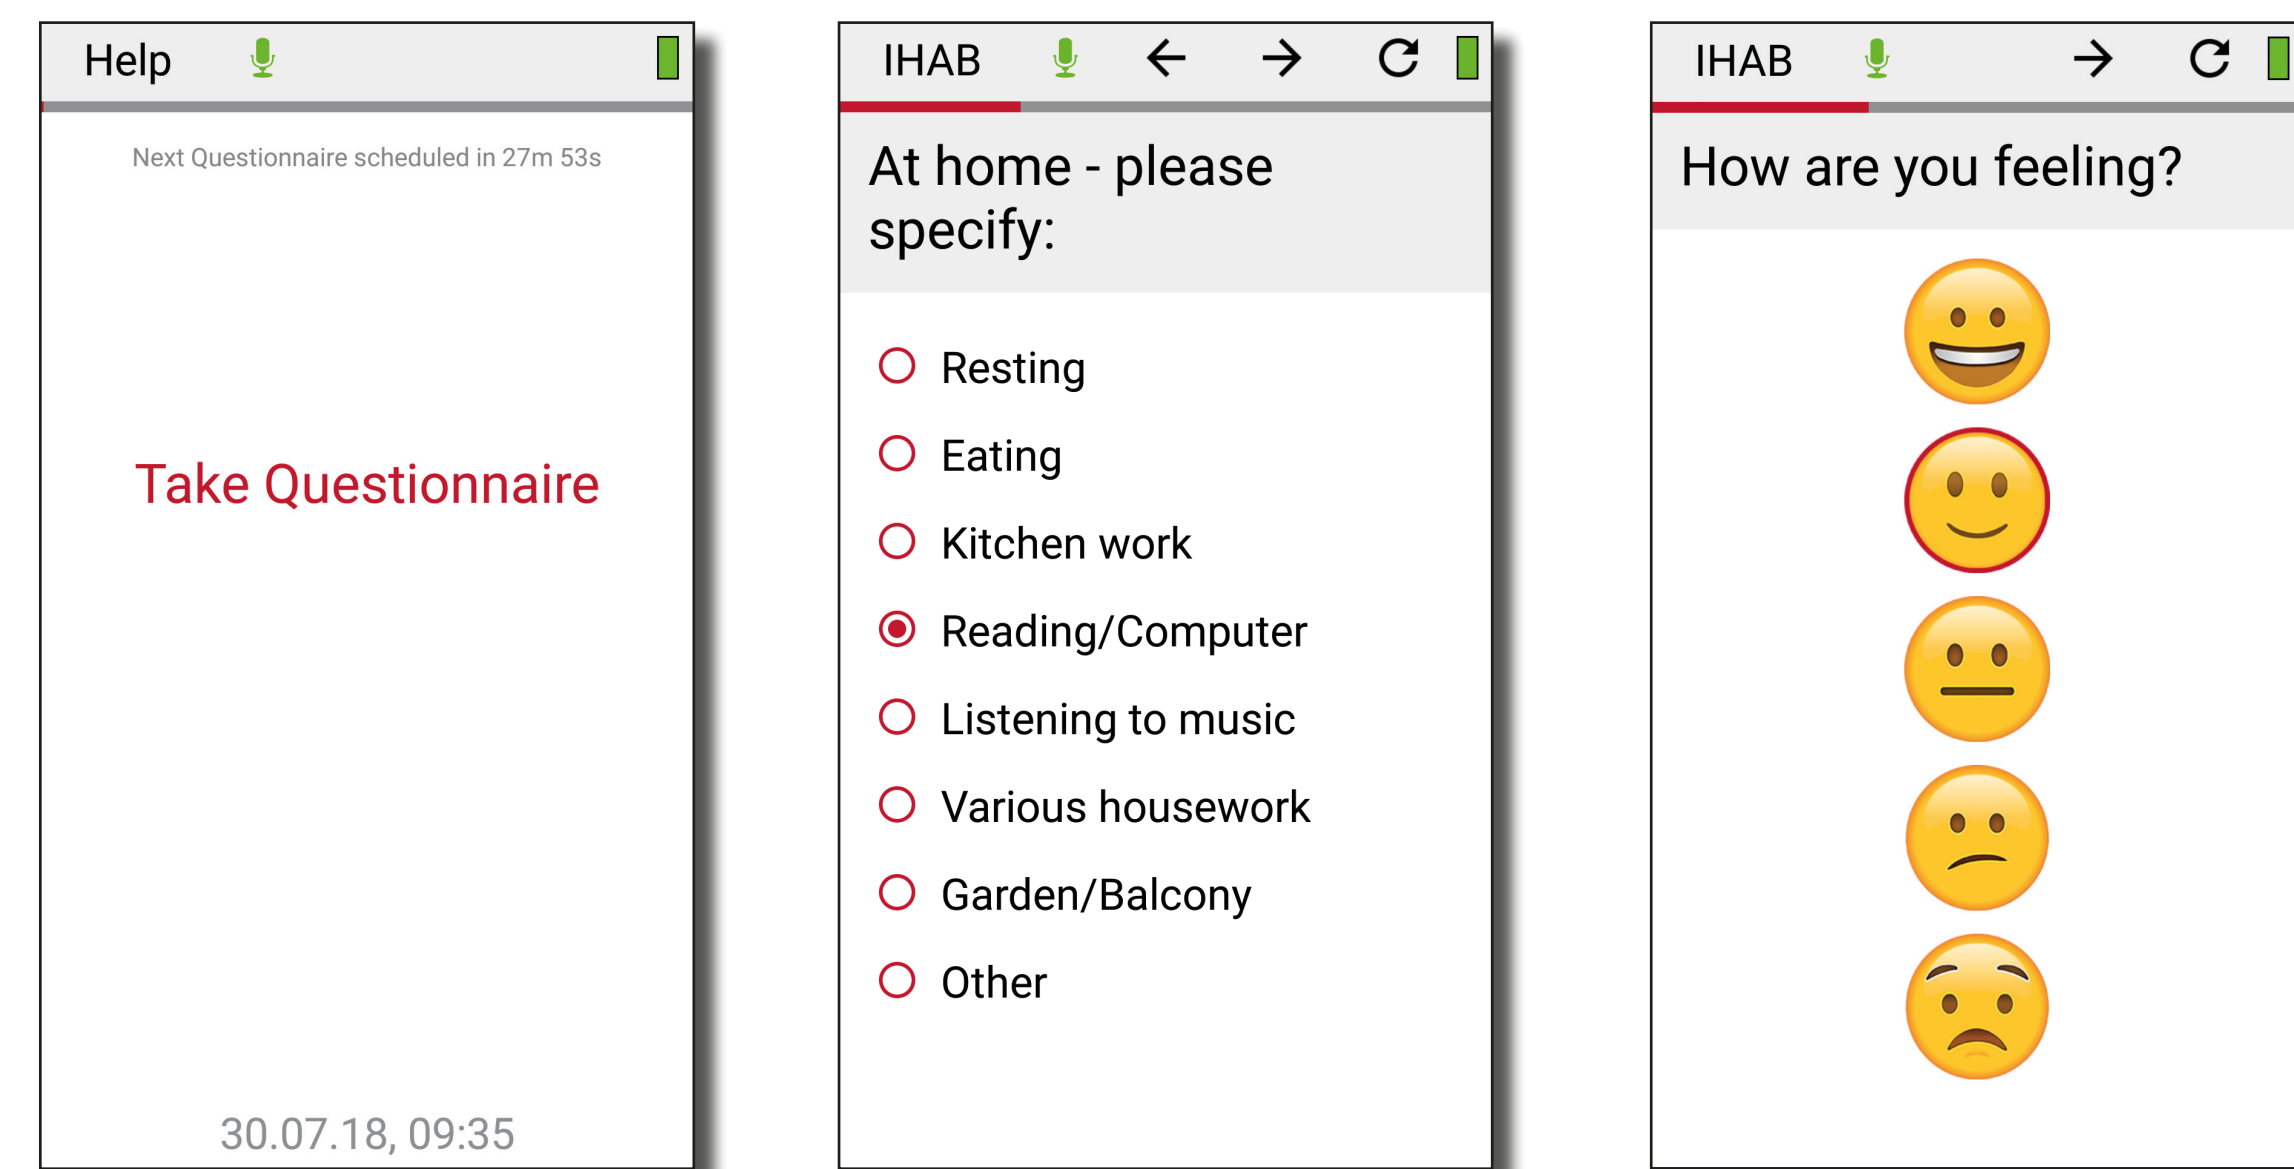 Help
Next Questionnaire scheduled in 27m 53s
Take Questionnaire
30.07.18, 09:35
IHAB
At home - please
specify:
Resting
Eating
Kitchen work
Reading/Computer
Listening to music
Various housework
Garden/Balcony
Other
IHAB
How are you feeling?